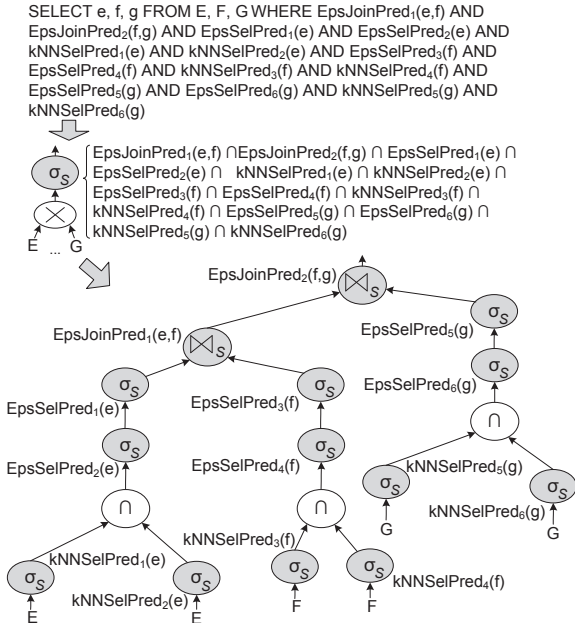 SELECT e, f, g FROM E, F, G WHERE EpsJoinPred₁(e,f) AND
EpsJoinPred₂(f,g) AND EpsSelPred₁(e) AND EpsSelPred₂(e) AND
kNNSelPred₁(e) AND kNNSelPred₂(e) AND EpsSelPred₃(f) AND
EpsSelPred₄(f) AND kNNSelPred₃(f) AND kNNSelPred₄(f) AND
EpsSelPred₅(g) AND EpsSelPred₆(g) AND kNNSelPred₅(g) AND
kNNSelPred₆(g)
σS
EpsJoinPred₁(e,f) ∩EpsJoinPred₂(f,g) ∩ EpsSelPred₁(e) ∩
EpsSelPred₂(e) ∩ kNNSelPred₁(e) ∩ kNNSelPred₂(e) ∩
EpsSelPred₃(f) ∩ EpsSelPred₄(f) ∩ kNNSelPred₃(f) ∩
kNNSelPred₄(f) ∩ EpsSelPred₅(g) ∩ EpsSelPred₆(g) ∩
kNNSelPred₅(g) ∩ kNNSelPred₆(g)
×
E ... G
EpsJoinPred₂(f,g) ⋈S
EpsJoinPred₁(e,f) ⋈S
σS
EpsSelPred₅(g)
σS
EpsSelPred₆(g)
σS
EpsSelPred₁(e)
σS
EpsSelPred₃(f)
∩
σS
EpsSelPred₂(e)
σS
EpsSelPred₄(f)
kNNSelPred₅(g)
σS
σS
kNNSelPred₆(g)
G
G
∩
∩
kNNSelPred₃(f)
kNNSelPred₁(e)
σS
σS
kNNSelPred₂(e)
σS
σS
kNNSelPred₄(f)
E
E
F
F